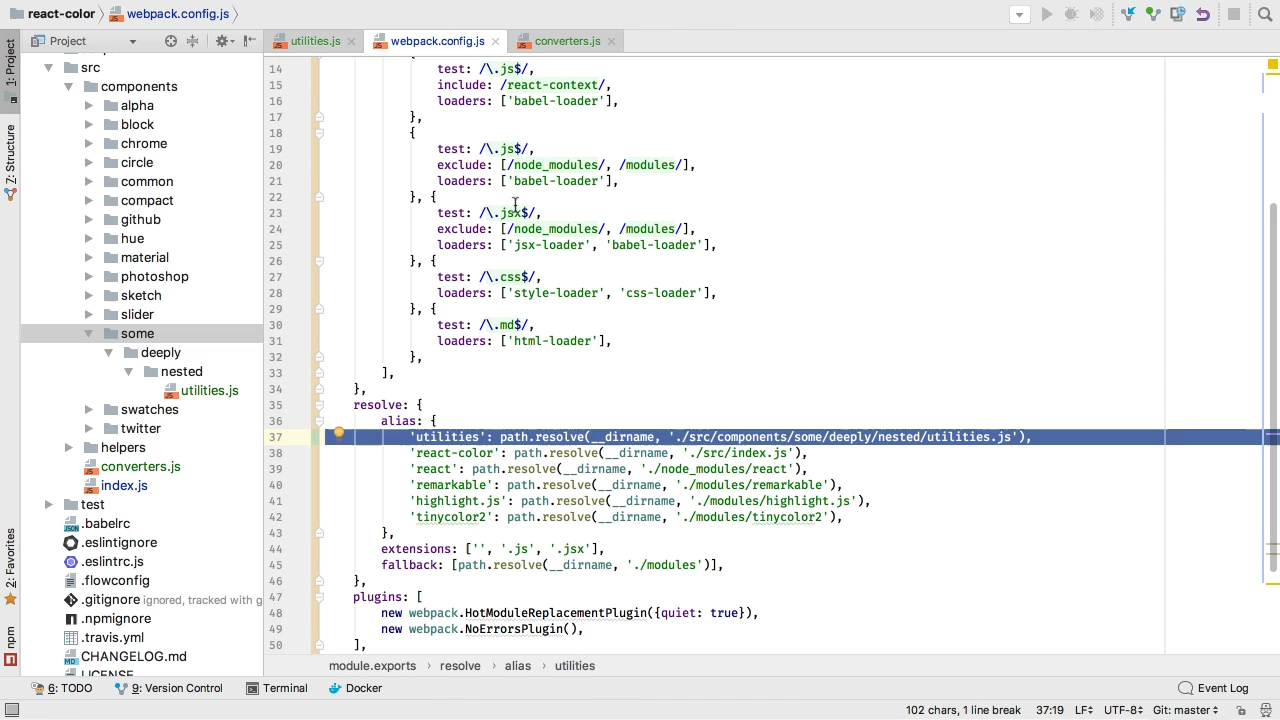 react-color
webpack.config.js
Project
utilities.js
webpack.config.js
converters.js
1: Project
7: Structure
2: Favorites
npm
src
components
alpha
block
chrome
circle
common
compact
github
hue
material
photoshop
sketch
slider
some
deeply
nested
utilities.js
swatches
twitter
helpers
converters.js
index.js
test
.babelrc
.eslintignore
.eslintrc.js
.flowconfig
.gitignore ignored, tracked with g
.npmignore
.travis.yml
CHANGELOG.md
LICENSE
14 test: /\.js$/,
15 include: /react-context/,
16 loaders: ['babel-loader'],
17 },
18 {
19 test: /\.js$/,
20 exclude: [/node_modules/, /modules/],
21 loaders: ['babel-loader'],
22 }, {
23 test: /\.jsx$/,
24 exclude: [/node_modules/, /modules/],
25 loaders: ['jsx-loader', 'babel-loader'],
26 }, {
27 test: /\.css$/,
28 loaders: ['style-loader', 'css-loader'],
29 }, {
30 test: /\.md$/,
31 loaders: ['html-loader'],
32 },
33 ],
34 },
35 resolve: {
36 alias: {
37 'utilities': path.resolve(__dirname, './src/components/some/deeply/nested/utilities.js'),
38 'react-color': path.resolve(__dirname, './src/index.js'),
39 'react': path.resolve(__dirname, './node_modules/react'),
40 'remarkable': path.resolve(__dirname, './modules/remarkable'),
41 'highlight.js': path.resolve(__dirname, './modules/highlight.js'),
42 'tinycolor2': path.resolve(__dirname, './modules/tinycolor2'),
43 },
44 extensions: ['', '.js', '.jsx'],
45 fallback: [path.resolve(__dirname, './modules')],
46 },
47 plugins: [
48 new webpack.HotModuleReplacementPlugin({quiet: true}),
49 new webpack.NoErrorsPlugin(),
50 ],
module.exports › resolve › alias › utilities
6: TODO 9: Version Control Terminal Docker Event Log
102 chars, 1 line break 37:19 LF UTF-8 Git: master